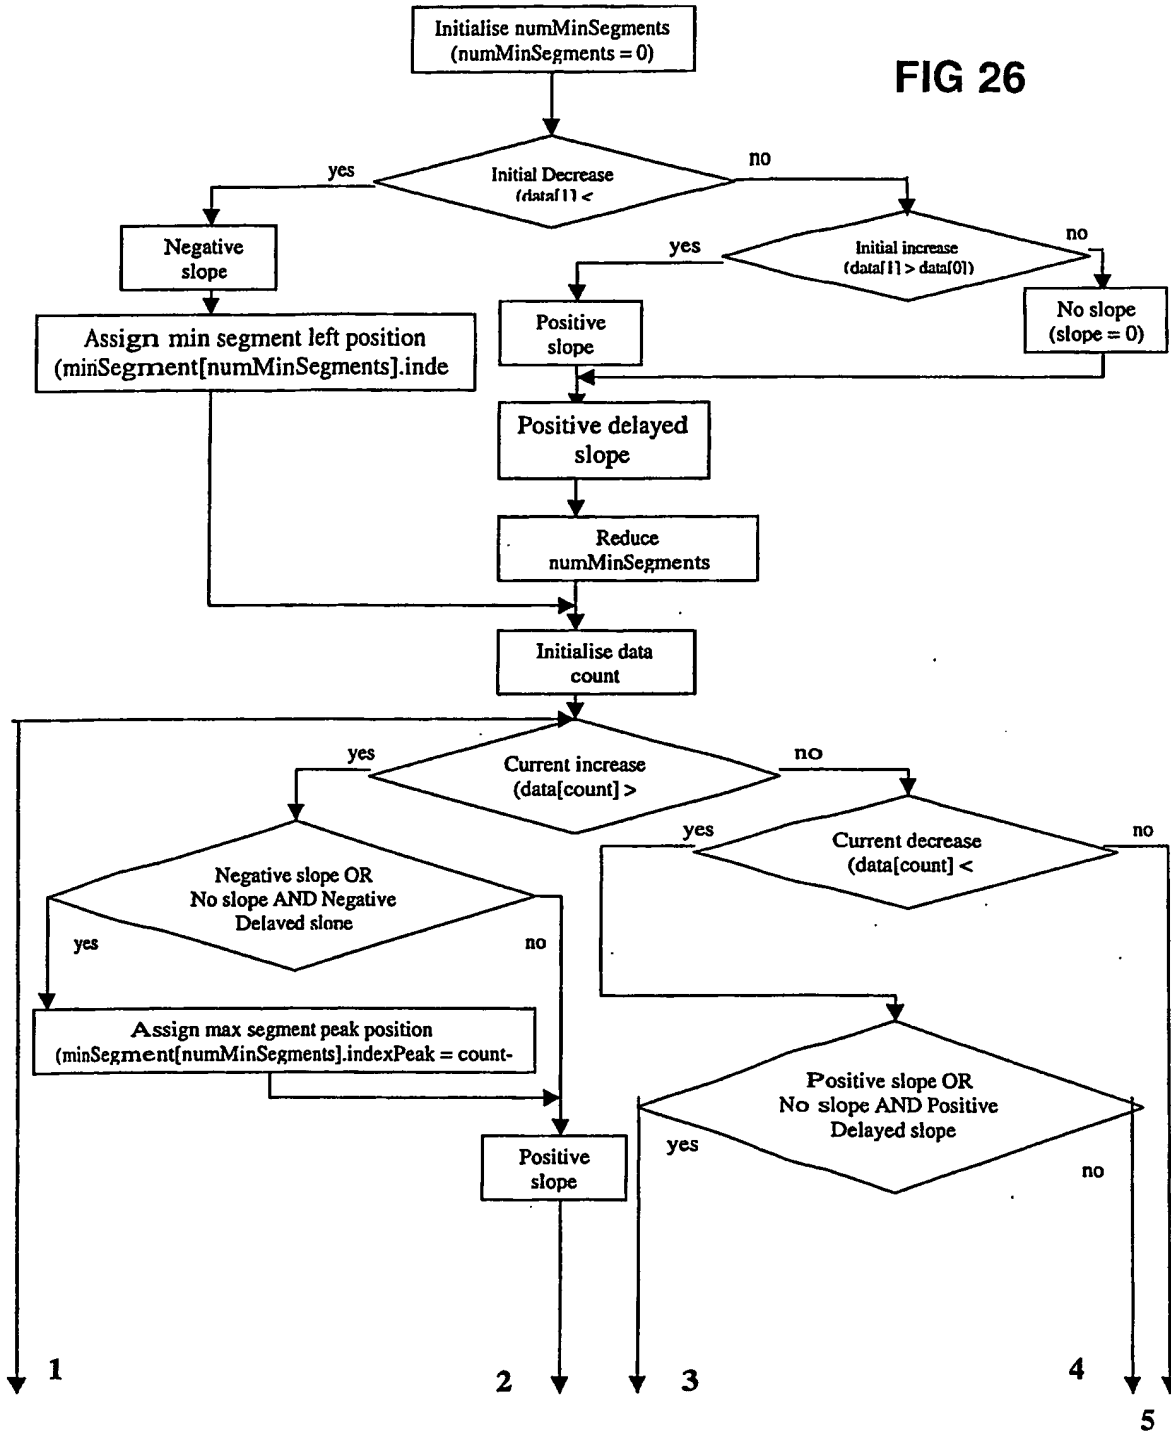 Initialise numMinSegments
(numMinSegments = 0)
FIG 26
Initial Decrease
(data[1] <
yes
no
Negative
slope
Initial increase
(data[1] > data[0])
yes
no
Assign min segment left position
(minSegment[numMinSegments].inde
Positive
slope
No slope
(slope = 0)
Positive delayed
slope
Reduce
numMinSegments
Initialise data
count
Current increase
(data[count] >
yes
no
Current decrease
(data[count] <
yes
no
Negative slope OR
No slope AND Negative
Delayed slope
yes
no
Assign max segment peak position
(minSegment[numMinSegments].indexPeak = count-
Positive slope OR
No slope AND Positive
Delayed slope
yes
no
Positive
slope
1
2
3
4
5